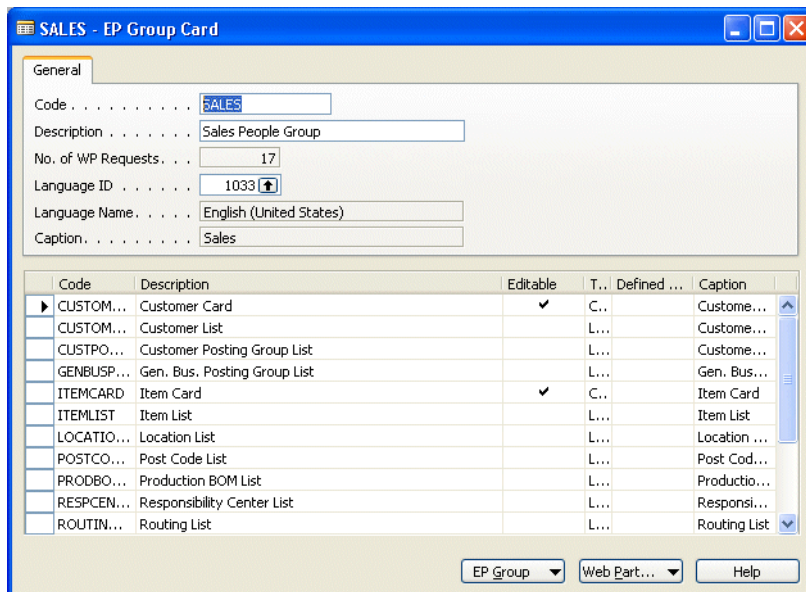 SALES - EP Group Card
General
Code . . . . . . . . . . SALES
Description . . . . . . . Sales People Group
No. of WP Requests. . . 17
Language ID . . . . . . 1033
Language Name. . . . . English (United States)
Caption. . . . . . . . . Sales
Code Description Editable T.. Defined ... Caption
CUSTOM... Customer Card ✔ C.. Custome...
CUSTOM... Customer List L... Custome...
CUSTPO... Customer Posting Group List L... Custome...
GENBUSP... Gen. Bus. Posting Group List L... Gen. Bus...
ITEMCARD Item Card ✔ C.. Item Card
ITEMLIST Item List L... Item List
LOCATIO... Location List L... Location ...
POSTCO... Post Code List L... Post Cod...
PRODBO... Production BOM List L... Productio...
RESPCEN... Responsibility Center List L... Responsi...
ROUTIN... Routing List L... Routing List
EP Group Web Part... Help